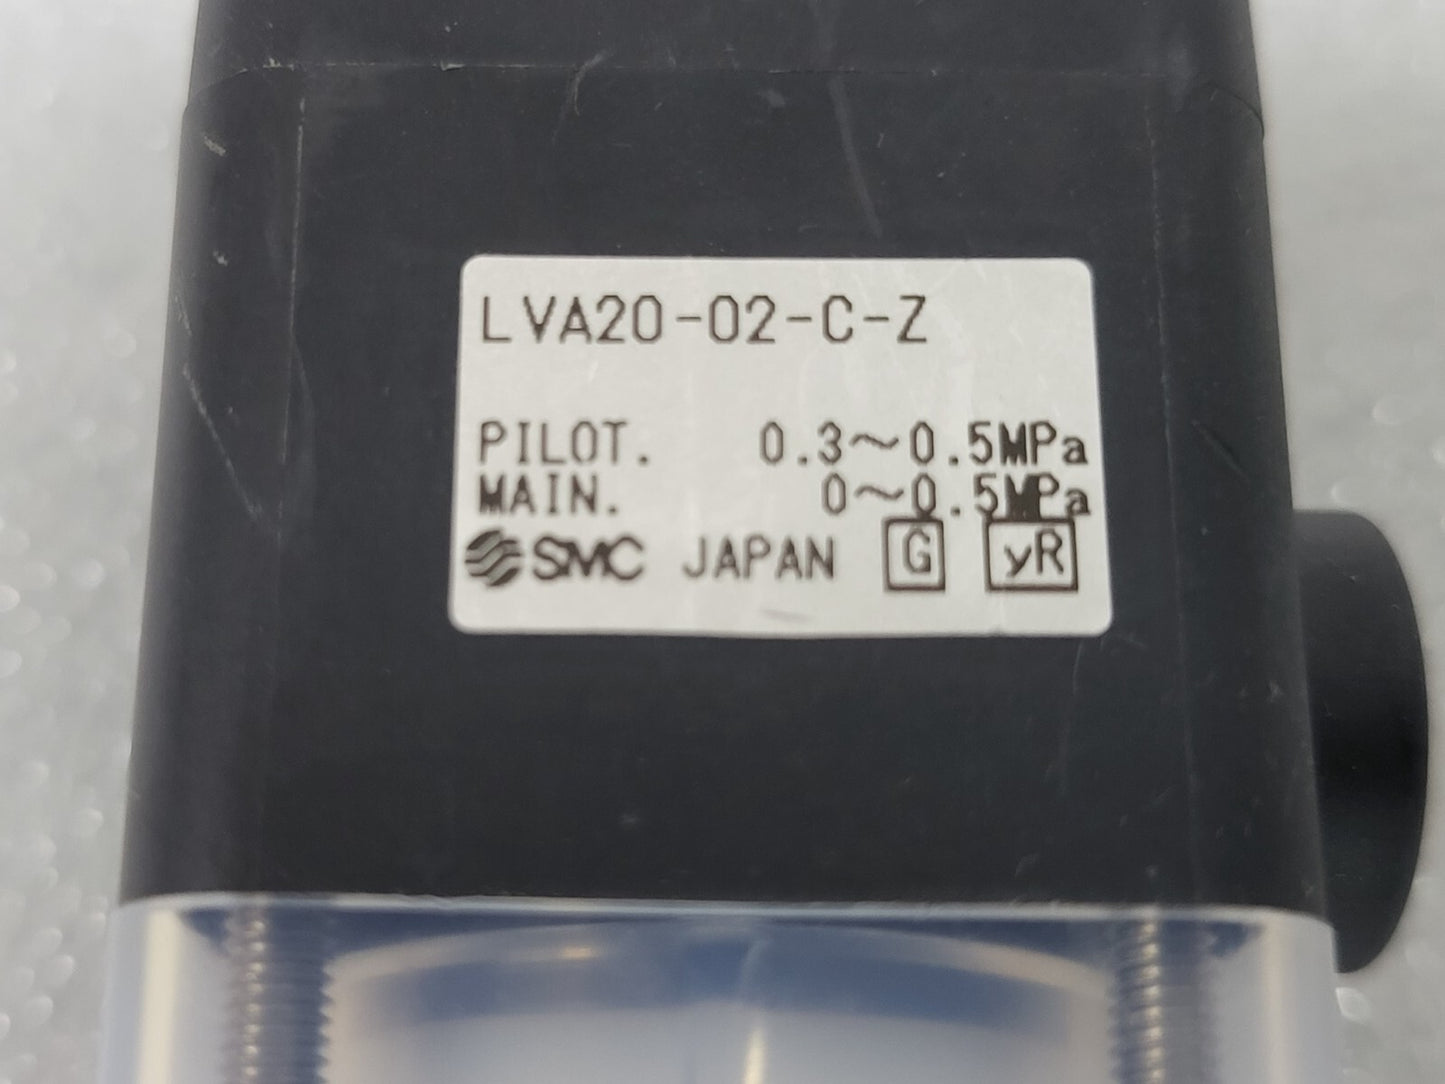 LVA20-02-C-Z
PILOT. 0.3~0.5MPa
MAIN. 0~0.5MPa
SMC JAPAN G yR